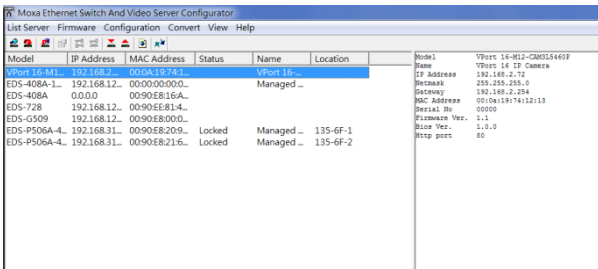 Moxa Ethernet Switch And Video Server Configurator
List Server Firmware Configuration Convert View Help
Model IP Address MAC Address Status Name Location
VPort 16-M1... 192.168.2... 00:0A:19:74:1... VPort 16-...
EDS-408A-1... 192.168.12... 00:00:00:00:0... Managed ...
EDS-408A 0.0.0.0 00:90:E8:16:A...
EDS-728 192.168.12... 00:90:EE:81:4...
EDS-G509 192.168.12... 00:90:E8:00:0...
EDS-P506A-4... 192.168.31... 00:90:E8:20:9... Locked Managed ... 135-6F-1
EDS-P506A-4... 192.168.31... 00:90:E8:21:6... Locked Managed ... 135-6F-2
Model VPort 16-M12-CAM3L5460P
Name VPort 16 IP Camera
IP Address 192.168.2.72
Netmask 255.255.255.0
Gateway 192.168.2.254
MAC Address 00:0a:19:74:12:13
Serial No 00000
Firmware Ver. 1.1
Bios Ver. 1.0.0
Http port 80